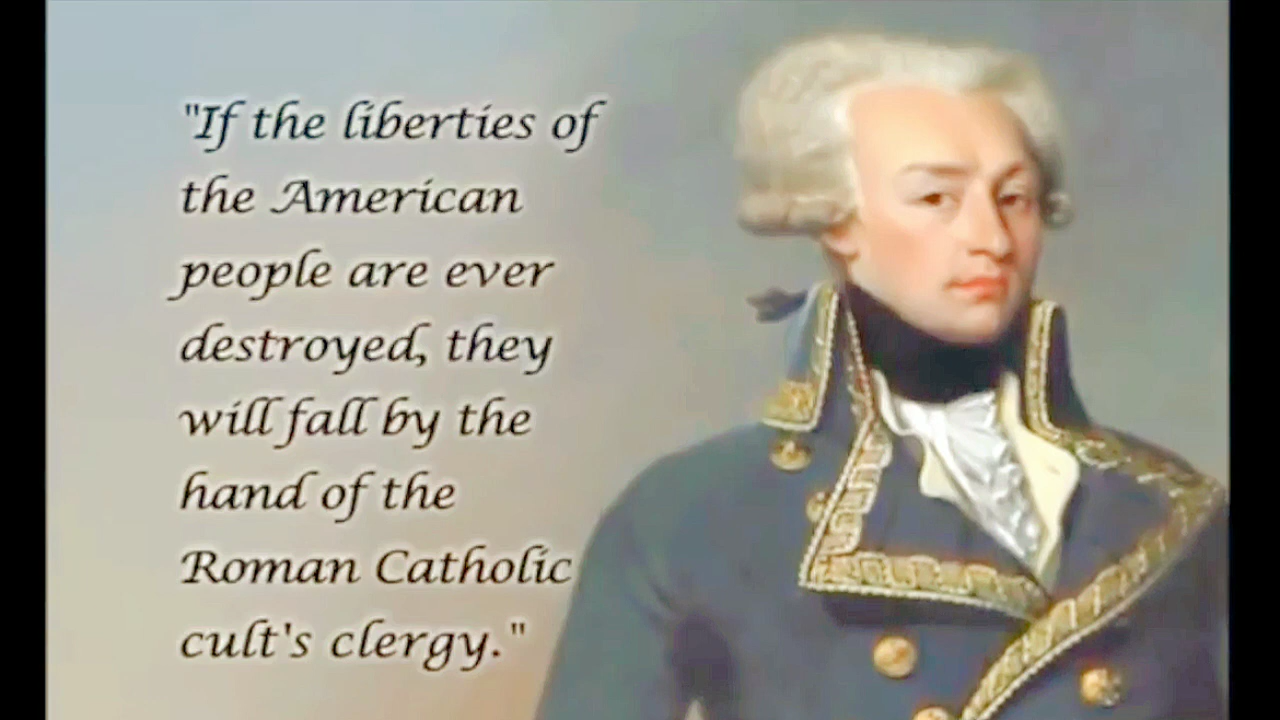 "If the liberties of
the American
people are ever
destroyed, they
will fall by the
hand of the
Roman Catholic
cult's clergy."